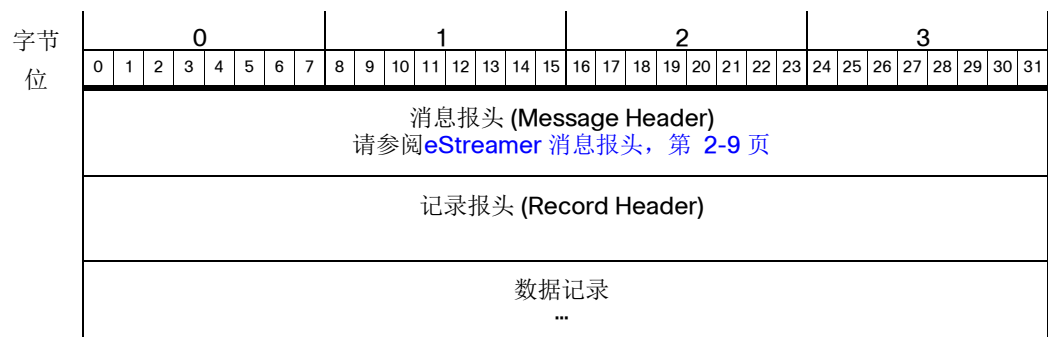 字节 0 1 2 3
位 0 1 2 3 4 5 6 7 8 9 10 11 12 13 14 15 16 17 18 19 20 21 22 23 24 25 26 27 28 29 30 31
消息报头 (Message Header)
请参阅eStreamer 消息报头，第 2-9 页
记录报头 (Record Header)
数据记录
...